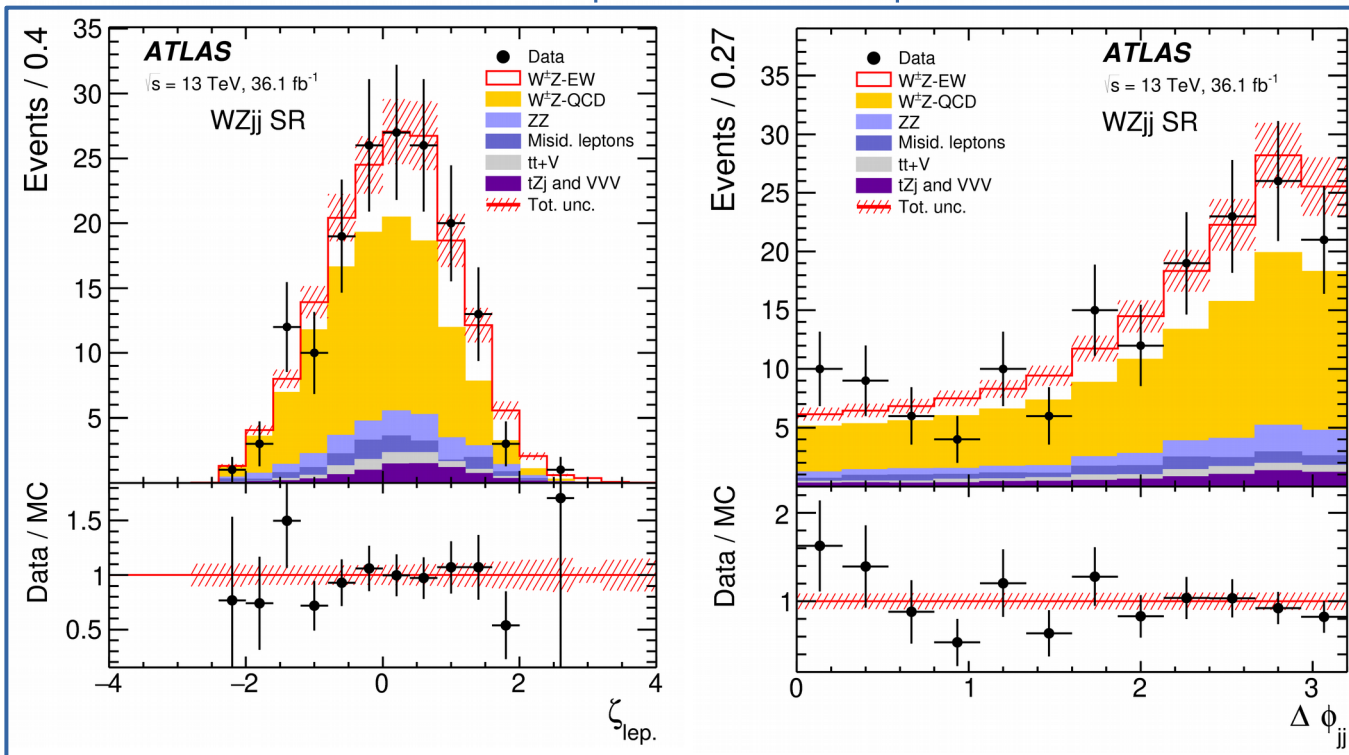 Events / 0.4
35
30
25
20
15
10
5
ATLAS
√s = 13 TeV, 36.1 fb⁻¹
WZjj SR
Data
W±Z-EW
W±Z-QCD
ZZ
Misid. leptons
tt+V
tZj and VVV
Tot. unc.
Data / MC
1.5
1
0.5
−4
−2
0
2
4
ζlep.
Events / 0.27
35
30
25
20
15
10
5
ATLAS
√s = 13 TeV, 36.1 fb⁻¹
WZjj SR
Data
W±Z-EW
W±Z-QCD
ZZ
Misid. leptons
tt+V
tZj and VVV
Tot. unc.
Data / MC
2
1
0
1
2
3
Δ ϕjj